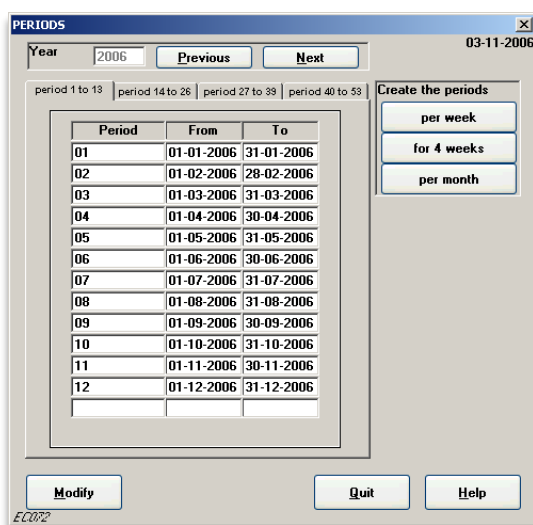 PERIODS
03-11-2006
Year 2006 Previous Next
period 1 to 13 period 14 to 26 period 27 to 39 period 40 to 53
Create the periods
per week
for 4 weeks
per month
Period From To
01 01-01-2006 31-01-2006
02 01-02-2006 28-02-2006
03 01-03-2006 31-03-2006
04 01-04-2006 30-04-2006
05 01-05-2006 31-05-2006
06 01-06-2006 30-06-2006
07 01-07-2006 31-07-2006
08 01-08-2006 31-08-2006
09 01-09-2006 30-09-2006
10 01-10-2006 31-10-2006
11 01-11-2006 30-11-2006
12 01-12-2006 31-12-2006
Modify Quit Help
ECO72